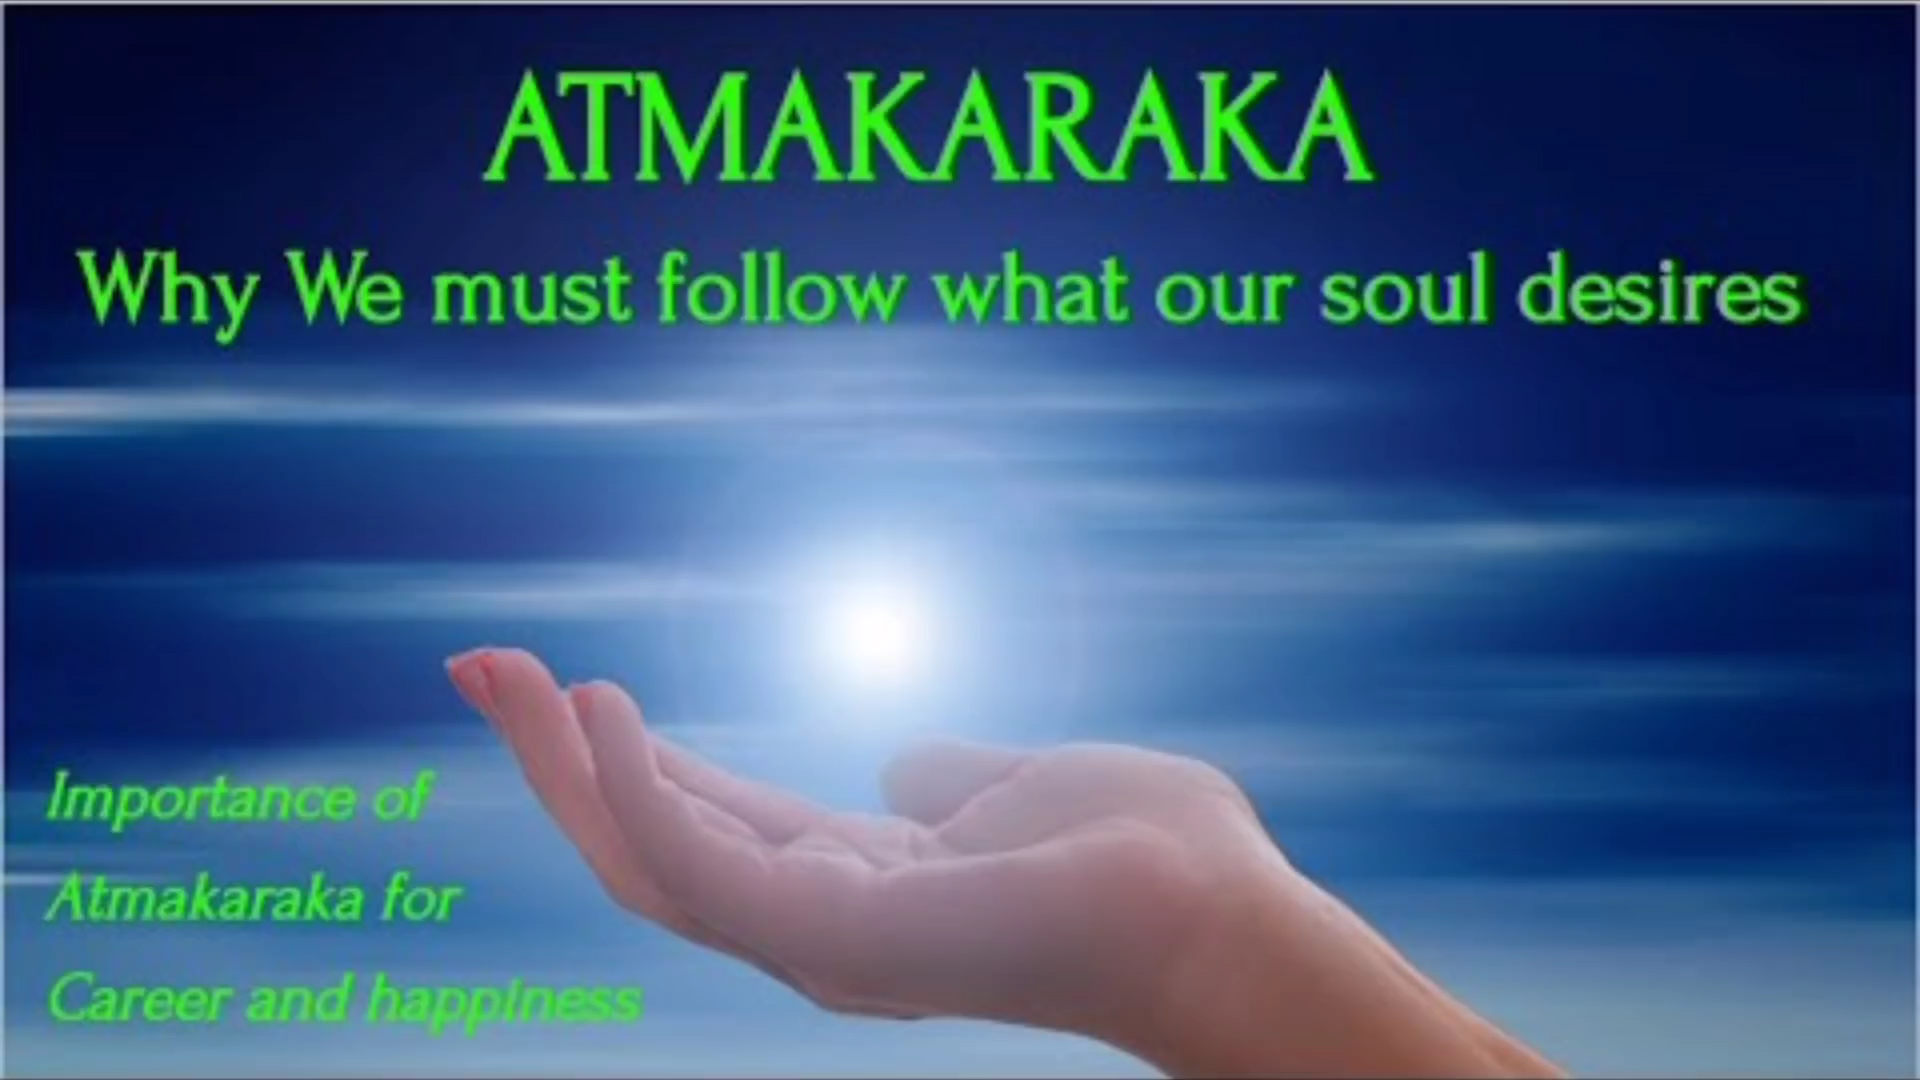 ATMAKARAKA
Why We must follow what our soul desires
Importance of
Atmakaraka for
Career and happiness